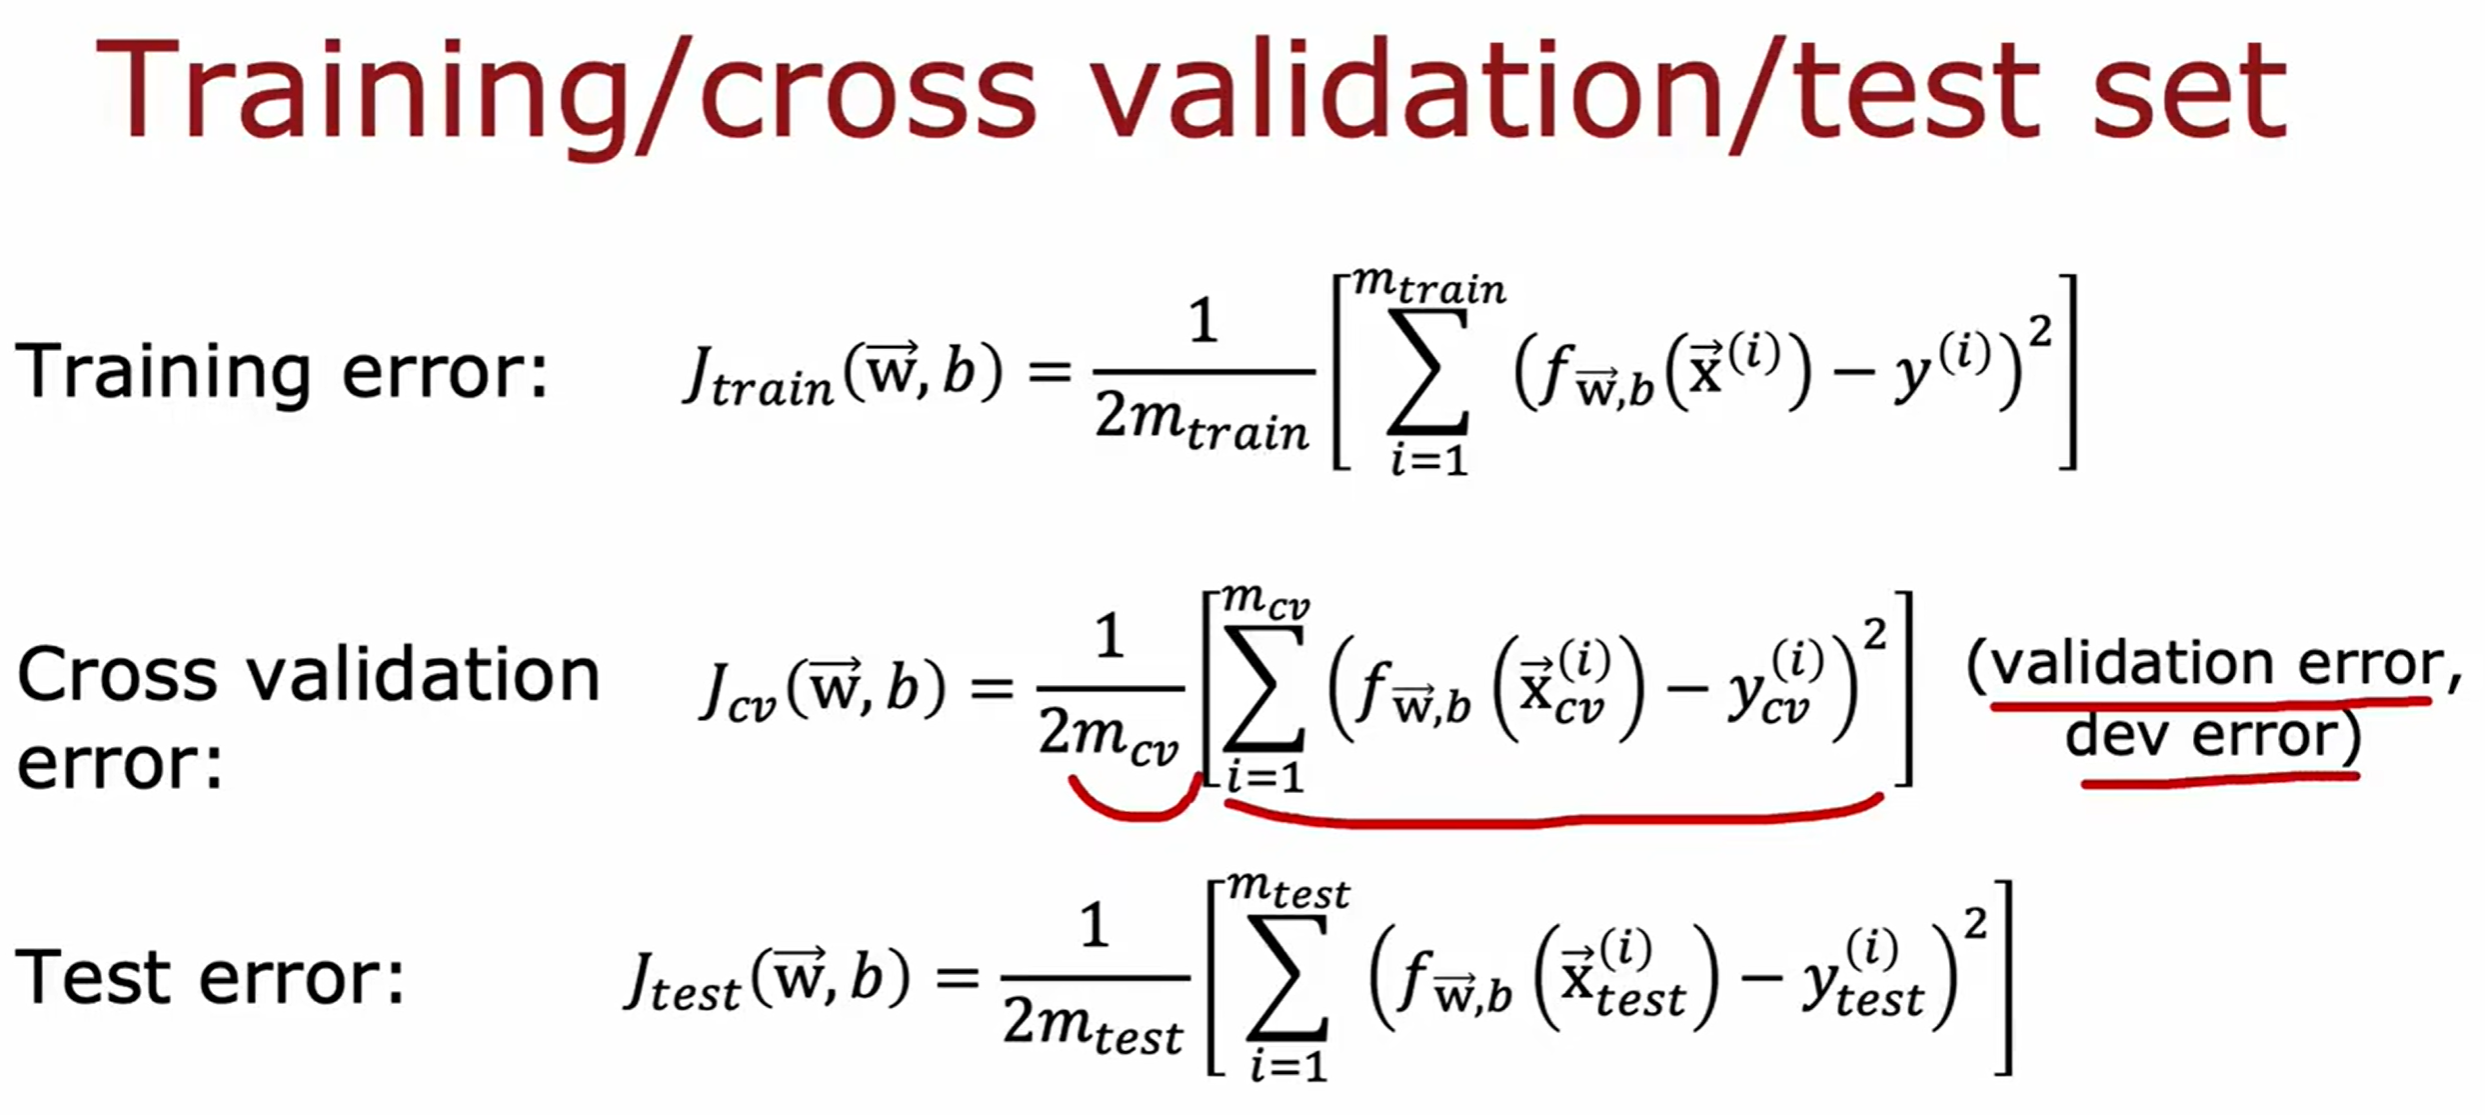 Training/cross validation/test set
Training error: $J_{train}(\vec{w}, b) = \frac{1}{2m_{train}} \left[ \sum_{i=1}^{m_{train}} \left( f_{\vec{w},b}\left(\vec{x}^{(i)}\right) - y^{(i)} \right)^2 \right]$
Cross validation error: $J_{cv}(\vec{w}, b) = \frac{1}{2m_{cv}} \left[ \sum_{i=1}^{m_{cv}} \left( f_{\vec{w},b}\left(\vec{x}_{cv}^{(i)}\right) - y_{cv}^{(i)} \right)^2 \right]$ (validation error, dev error)
Test error: $J_{test}(\vec{w}, b) = \frac{1}{2m_{test}} \left[ \sum_{i=1}^{m_{test}} \left( f_{\vec{w},b}\left(\vec{x}_{test}^{(i)}\right) - y_{test}^{(i)} \right)^2 \right]$